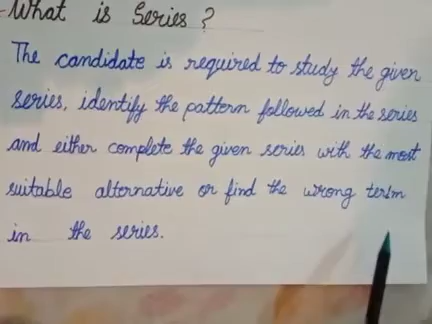 What is Series?
The candidate is required to study the given
series, identify the pattern followed in the series
and either complete the given series with the most
suitable alternative or find the wrong term
in the series.